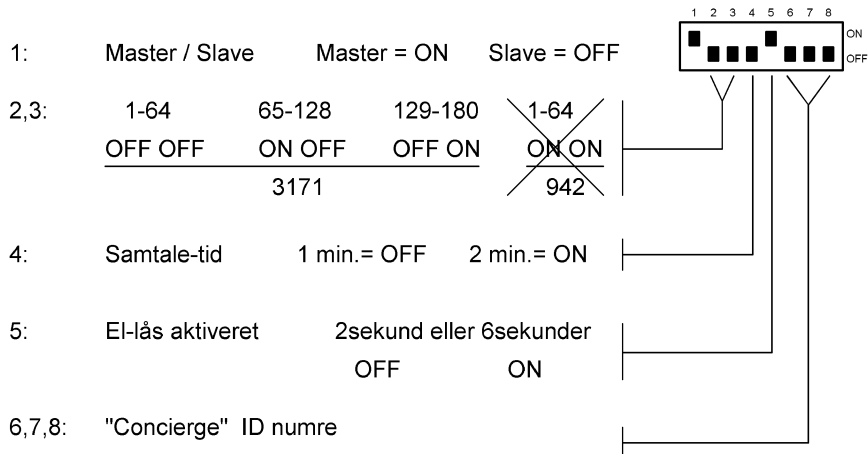 1 2 3 4 5 6 7 8
ON
OFF
1: Master / Slave Master = ON Slave = OFF
2,3: 1-64 65-128 129-180 1-64
OFF OFF ON OFF OFF ON ON ON
3171 942
4: Samtale-tid 1 min.= OFF 2 min.= ON
5: El-lås aktiveret 2sekund eller 6sekunder
OFF ON
6,7,8: "Concierge" ID numre